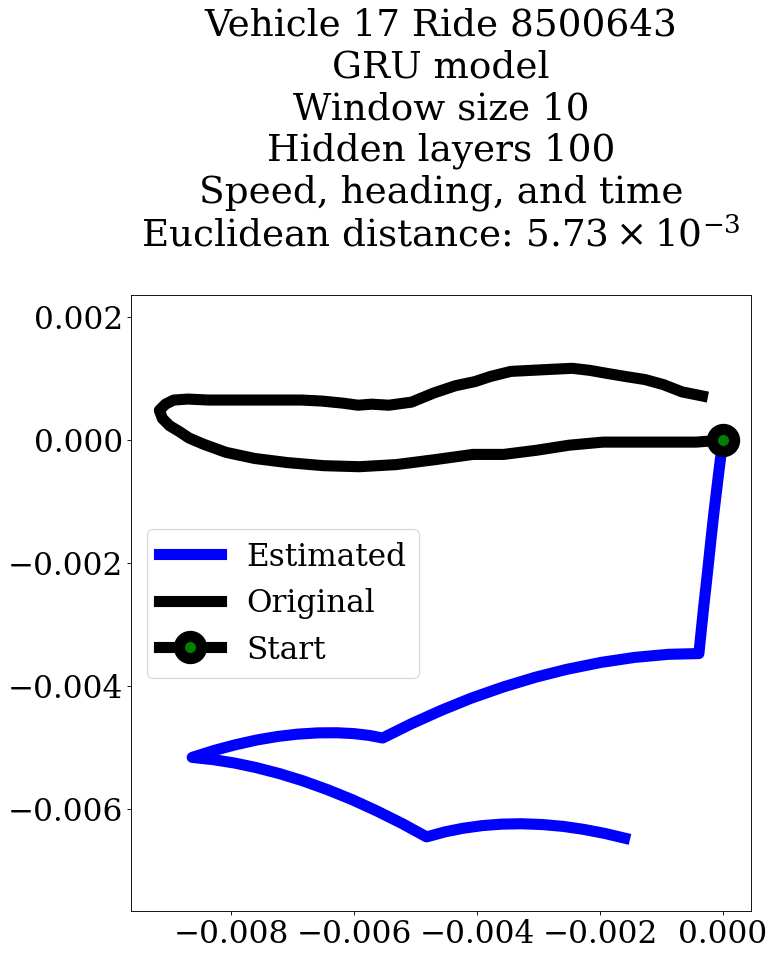 Vehicle 17 Ride 8500643
GRU model
Window size 10
Hidden layers 100
Speed, heading, and time
Euclidean distance: 5.73 × 10⁻³
0.002
0.000
−0.002
−0.004
−0.006
Estimated
Original
Start
−0.008 −0.006 −0.004 −0.002 0.000